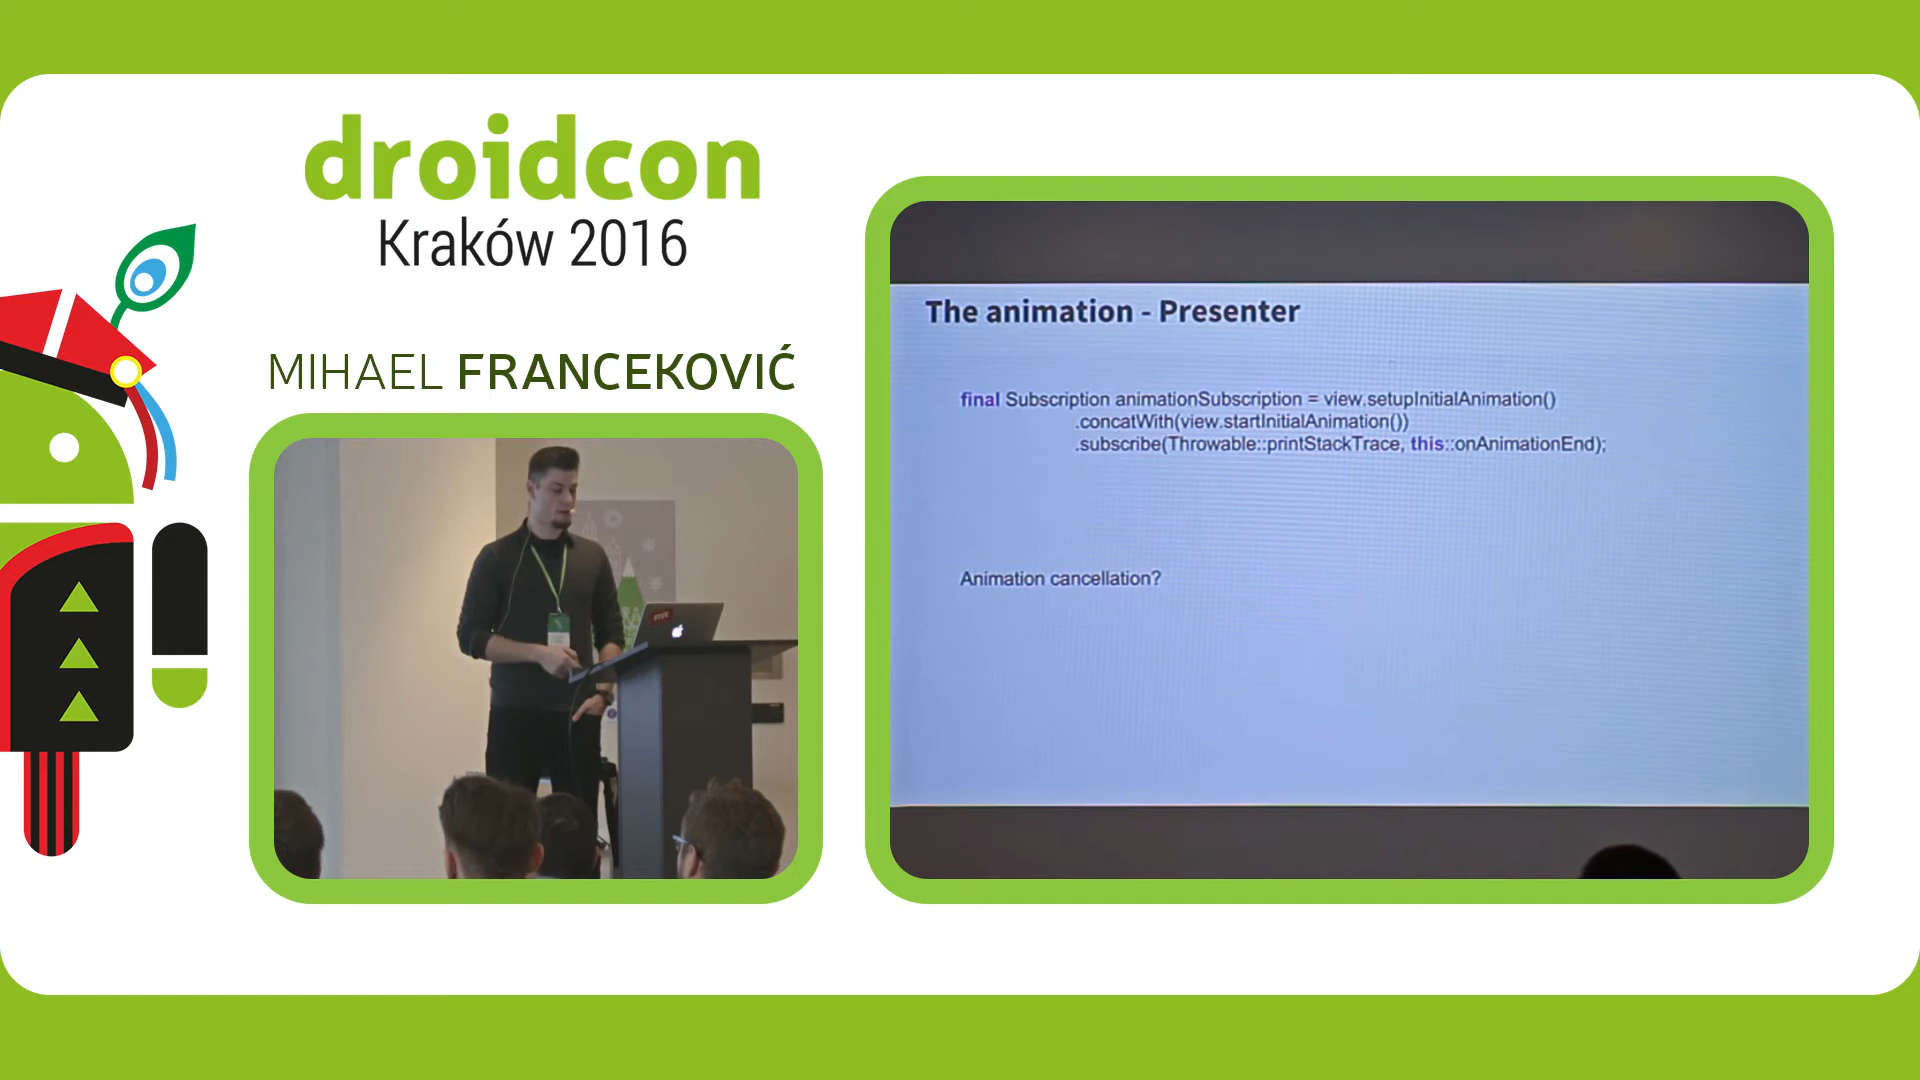 droidcon
Kraków 2016
MIHAEL FRANCEKOVIĆ
FIVE
The animation - Presenter
final Subscription animationSubscription = view.setupInitialAnimation()
.concatWith(view.startInitialAnimation())
.subscribe(Throwable::printStackTrace, this::onAnimationEnd);
Animation cancellation?